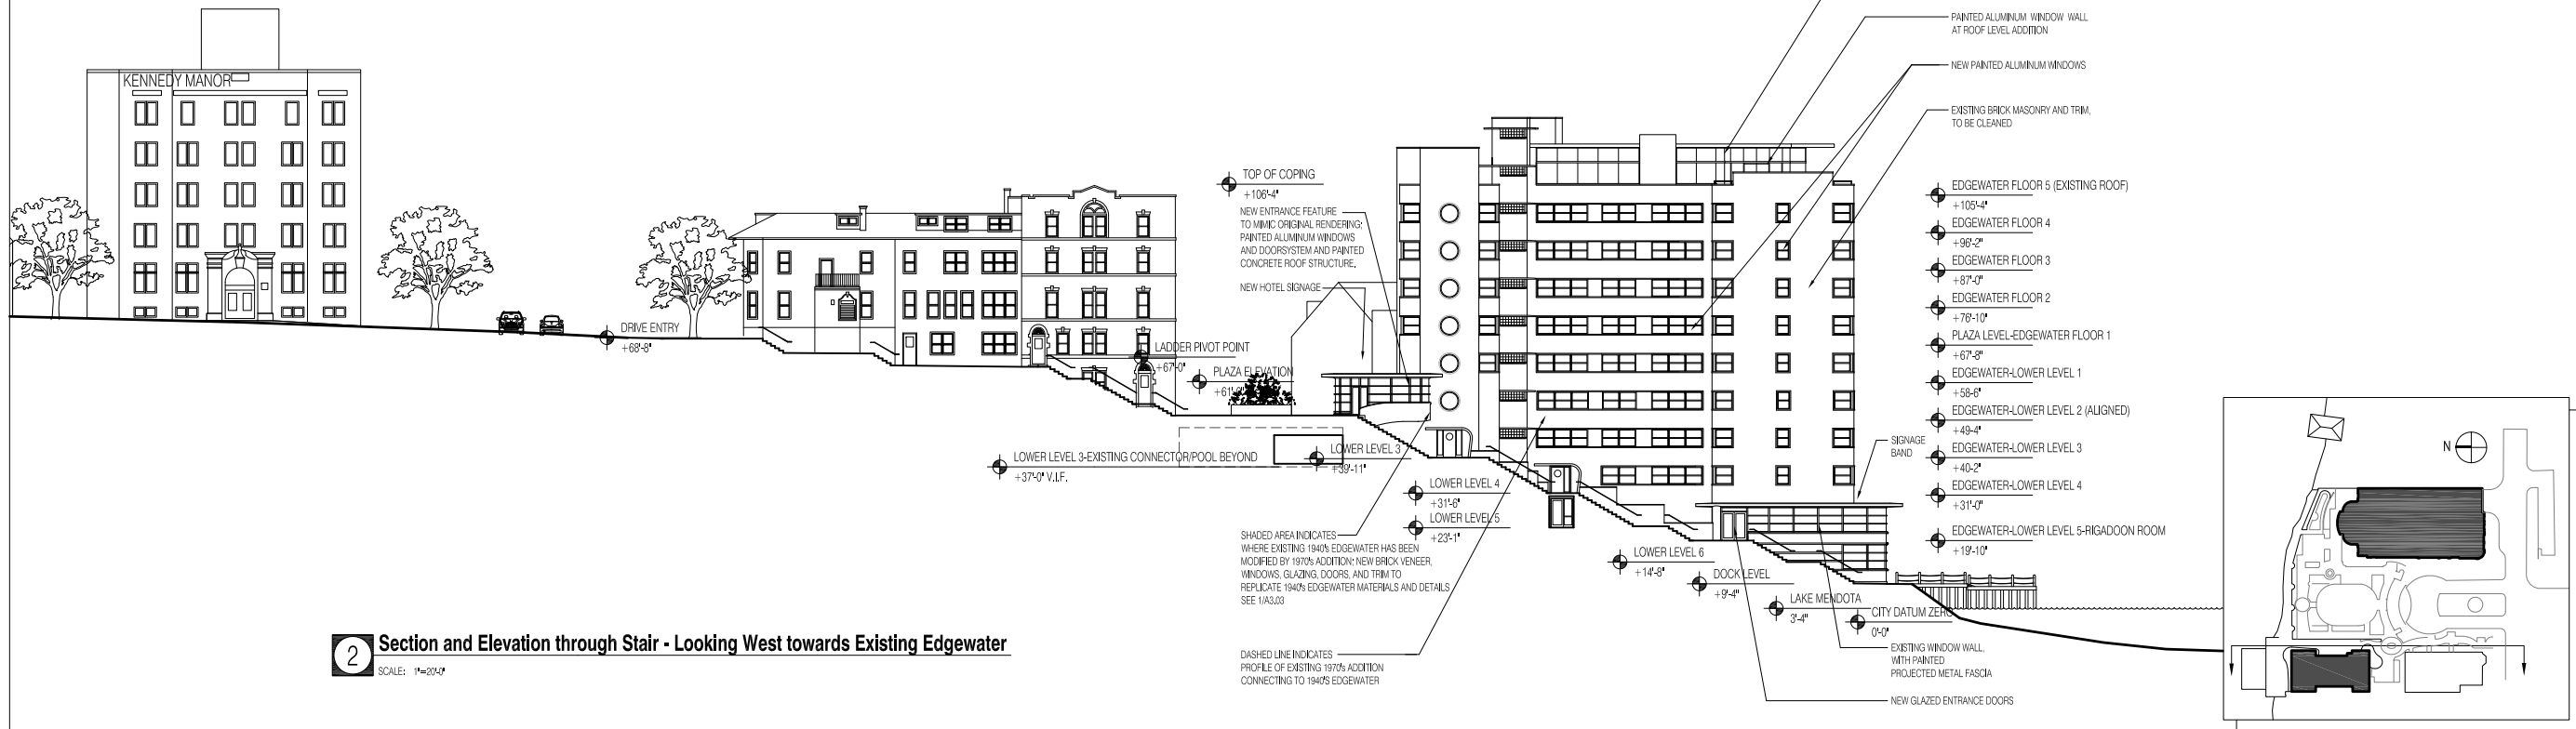 KENNEDY MANOR
DRIVE ENTRY
+68'-8"
LADDER PIVOT POINT
+67'-0"
PLAZA ELEVATION
LOWER LEVEL 3-EXISTING CONNECTOR/POOL BEYOND
+37'-0" V.I.F.
LOWER LEVEL 3
+39'-11"
LOWER LEVEL 4
+31'-6"
LOWER LEVEL 5
+23'-1"
LOWER LEVEL 6
+14'-8"
DOCK LEVEL
+9'-4"
LAKE MENDOTA
3'-4"
CITY DATUM ZERO
0'-0"
TOP OF COPING
+106'-4"
NEW ENTRANCE FEATURE
TO MIMIC ORIGINAL RENDERING;
PAINTED ALUMINUM WINDOWS
AND DOORSYSTEM AND PAINTED
CONCRETE ROOF STRUCTURE.
NEW HOTEL SIGNAGE
SHADED AREA INDICATES
WHERE EXISTING 1940's EDGEWATER HAS BEEN
MODIFIED BY 1970's ADDITION; NEW BRICK VENEER,
WINDOWS, GLAZING, DOORS, AND TRIM TO
REPLICATE 1940's EDGEWATER MATERIALS AND DETAILS
SEE 1/A3.03
DASHED LINE INDICATES
PROFILE OF EXISTING 1970's ADDITION
CONNECTING TO 1940'S EDGEWATER
PAINTED ALUMINUM WINDOW WALL
AT ROOF LEVEL ADDITION
NEW PAINTED ALUMINUM WINDOWS
EXISTING BRICK MASONRY AND TRIM,
TO BE CLEANED
EDGEWATER FLOOR 5 (EXISTING ROOF)
+105'-4"
EDGEWATER FLOOR 4
+96'-2"
EDGEWATER FLOOR 3
+87'-0"
EDGEWATER FLOOR 2
+76'-10"
PLAZA LEVEL-EDGEWATER FLOOR 1
+67'-8"
EDGEWATER-LOWER LEVEL 1
+58-6"
EDGEWATER-LOWER LEVEL 2 (ALIGNED)
+49-4"
EDGEWATER-LOWER LEVEL 3
+40-2"
EDGEWATER-LOWER LEVEL 4
+31'-0"
EDGEWATER-LOWER LEVEL 5-RIGADOON ROOM
+19'-10"
SIGNAGE
BAND
EXISTING WINDOW WALL,
WITH PAINTED
PROJECTED METAL FASCIA
NEW GLAZED ENTRANCE DOORS
N
2
Section and Elevation through Stair - Looking West towards Existing Edgewater
SCALE: 1"=20'-0"